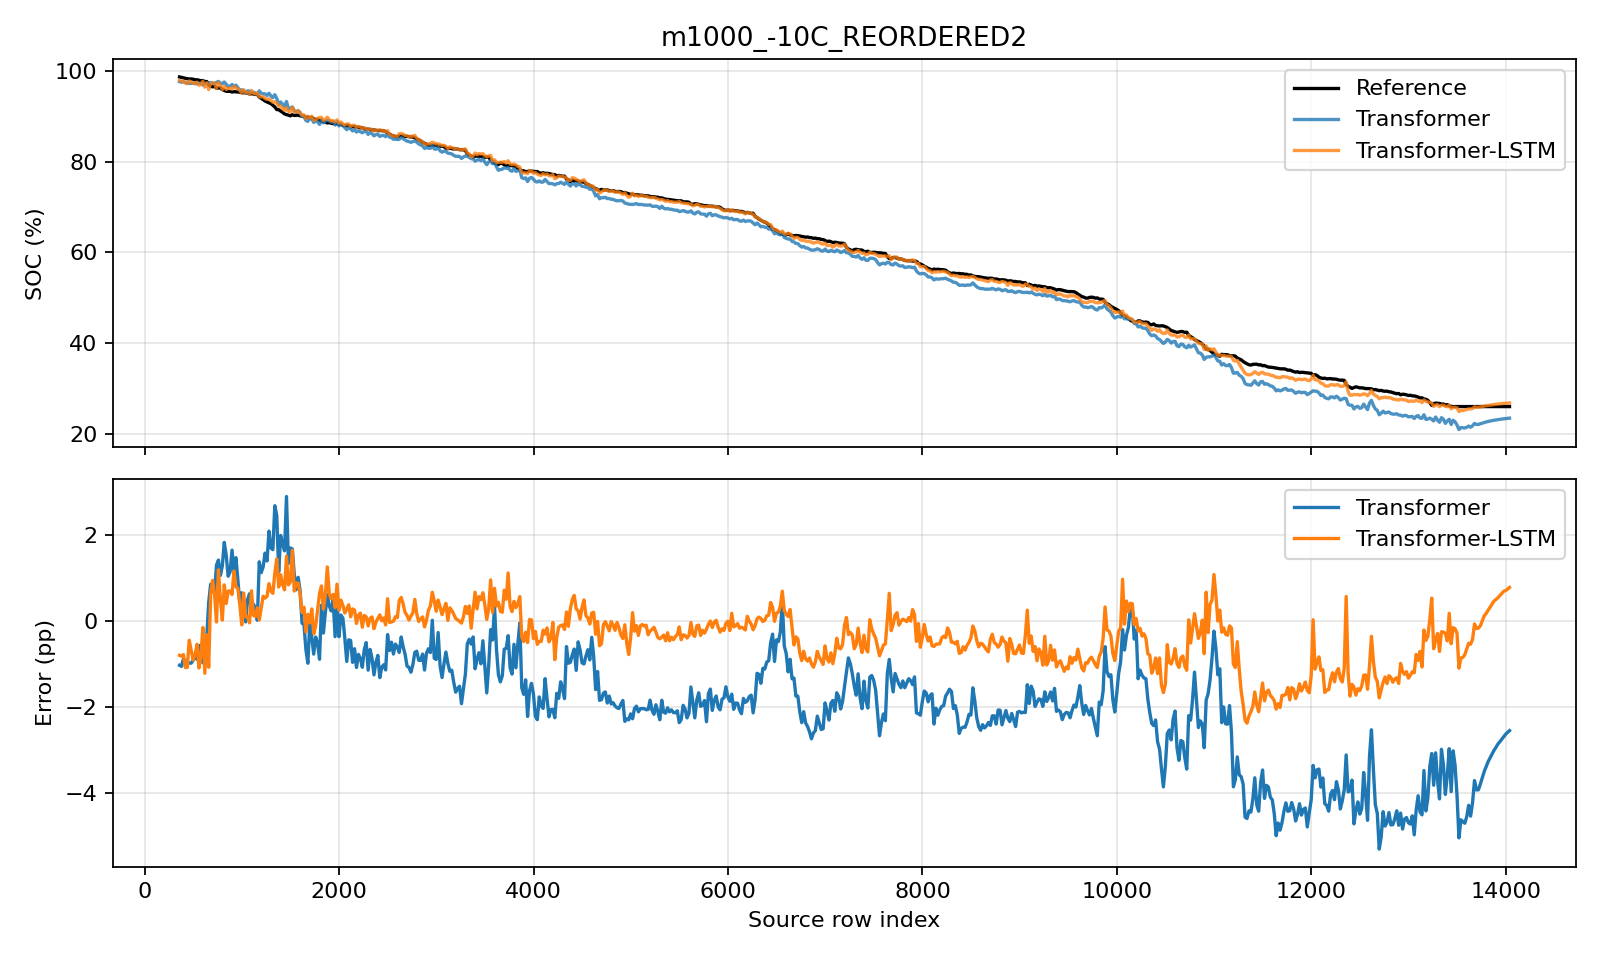 m1000_-10C_REORDERED2
SOC (%)
100
80
60
40
20
Reference
Transformer
Transformer-LSTM
Error (pp)
2
0
−2
−4
Transformer
Transformer-LSTM
0 2000 4000 6000 8000 10000 12000 14000
Source row index